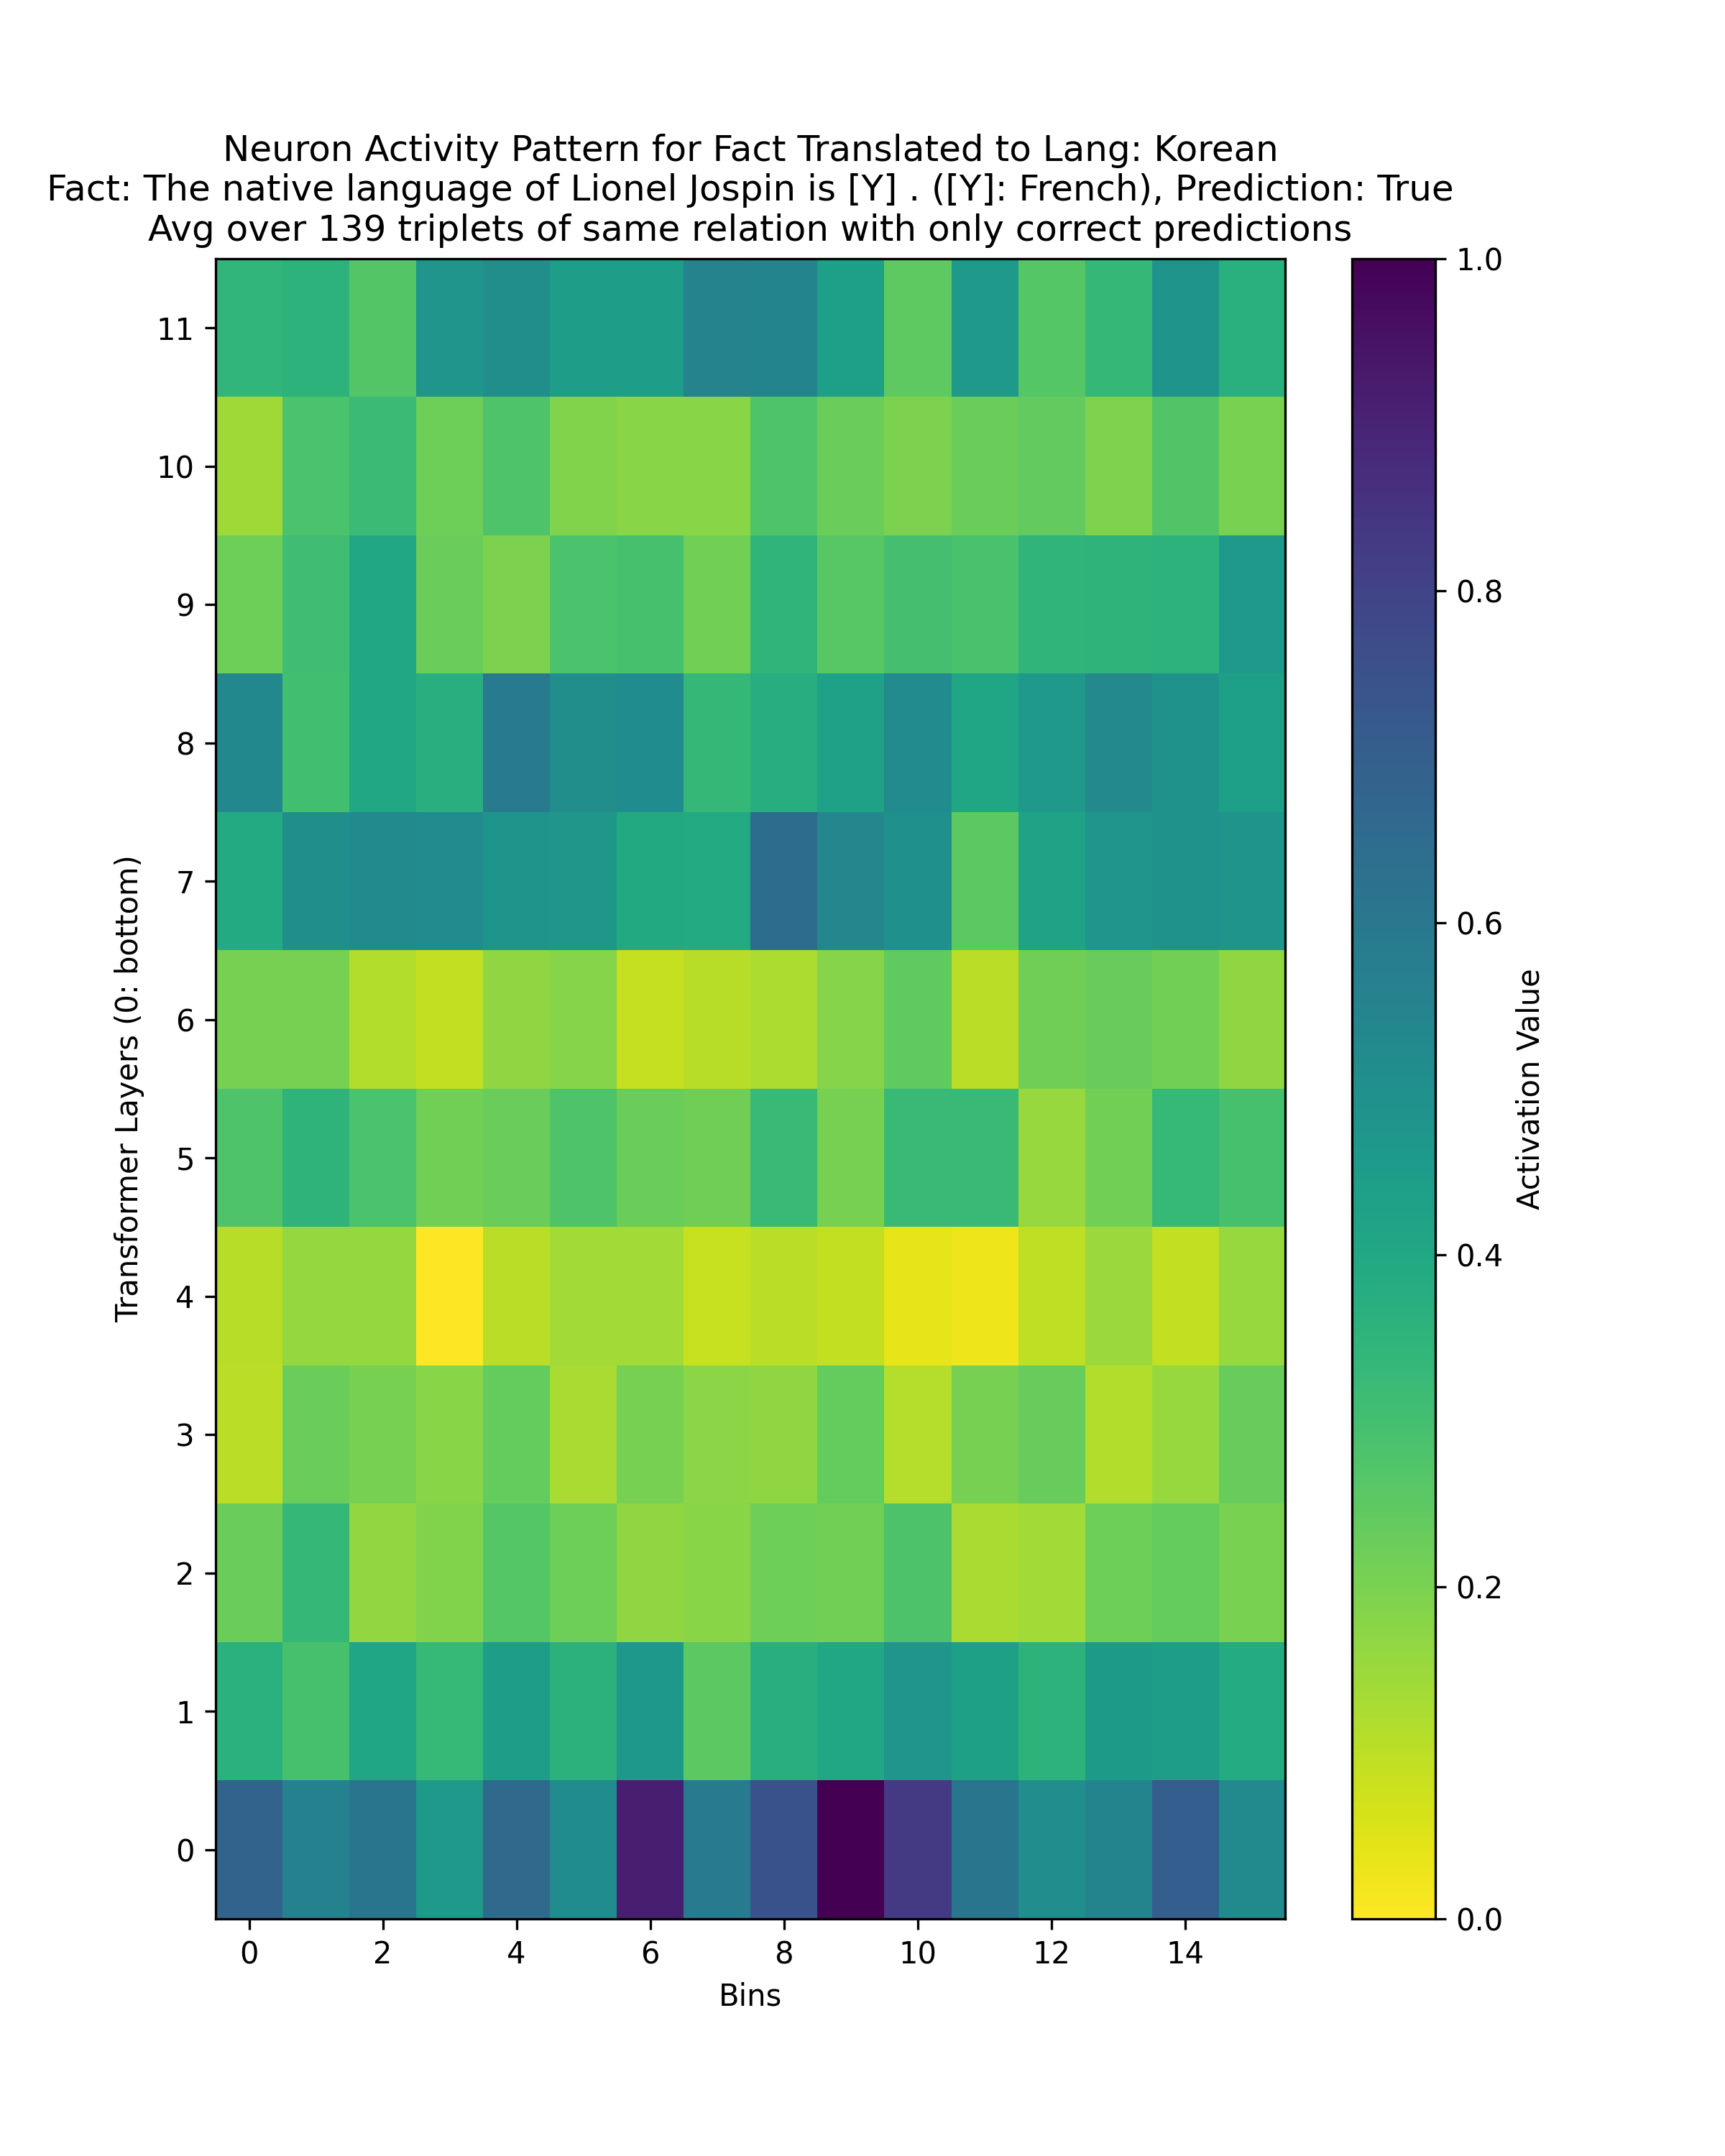 Neuron Activity Pattern for Fact Translated to Lang: Korean
Fact: The native language of Lionel Jospin is [Y] . ([Y]: French), Prediction: True
Avg over 139 triplets of same relation with only correct predictions
11
10
9
8
7
6
5
4
3
2
1
0
Transformer Layers (0: bottom)
0 2 4 6 8 10 12 14
Bins
1.0
0.8
0.6
0.4
0.2
0.0
Activation Value